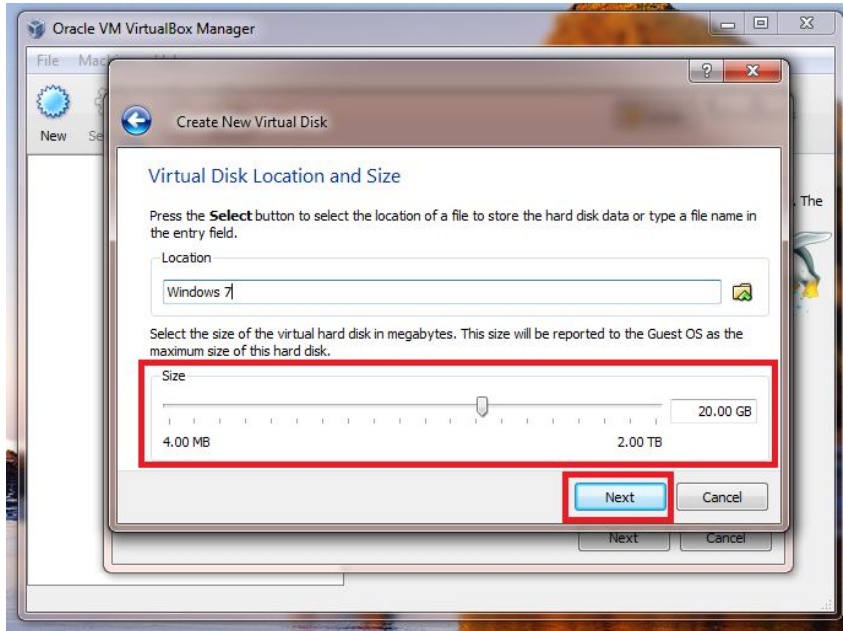 Oracle VM VirtualBox Manager
File Mac
New Se
Create New Virtual Disk
Virtual Disk Location and Size
. The
Press the Select button to select the location of a file to store the hard disk data or type a file name in
the entry field.
Location
Windows 7
Select the size of the virtual hard disk in megabytes. This size will be reported to the Guest OS as the
maximum size of this hard disk.
Size
20.00 GB
4.00 MB 2.00 TB
Next Cancel
Next Cancel